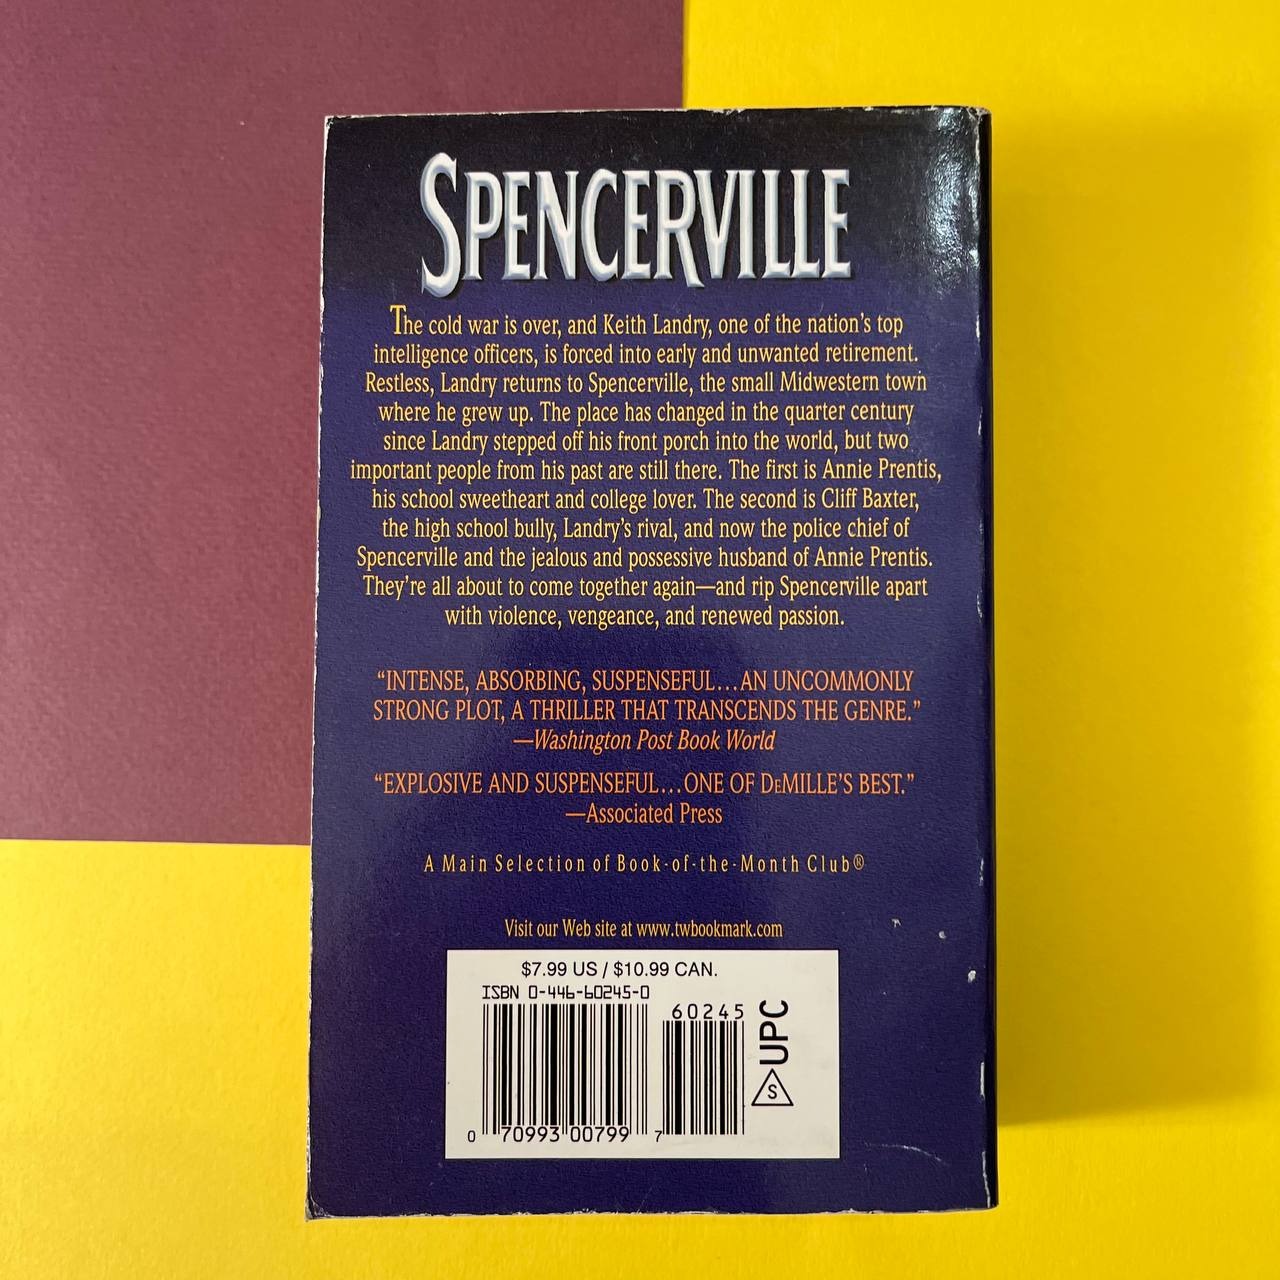 SPENCERVILLE
The cold war is over, and Keith Landry, one of the nation's top
intelligence officers, is forced into early and unwanted retirement.
Restless, Landry returns to Spencerville, the small Midwestern town
where he grew up. The place has changed in the quarter century
since Landry stepped off his front porch into the world, but two
important people from his past are still there. The first is Annie Prentis,
his school sweetheart and college lover. The second is Cliff Baxter,
the high school bully, Landry's rival, and now the police chief of
Spencerville and the jealous and possessive husband of Annie Prentis.
They're all about to come together again—and rip Spencerville apart
with violence, vengeance, and renewed passion.
“INTENSE, ABSORBING, SUSPENSEFUL...AN UNCOMMONLY
STRONG PLOT, A THRILLER THAT TRANSCENDS THE GENRE.”
—Washington Post Book World
“EXPLOSIVE AND SUSPENSEFUL...ONE OF DeMILLE'S BEST.”
—Associated Press
A Main Selection of Book-of-the-Month Club®
Visit our Web site at www.twbookmark.com
$7.99 US / $10.99 CAN.
ISBN 0-446-60245-0
60245
0 70993 00799 7
S UPC